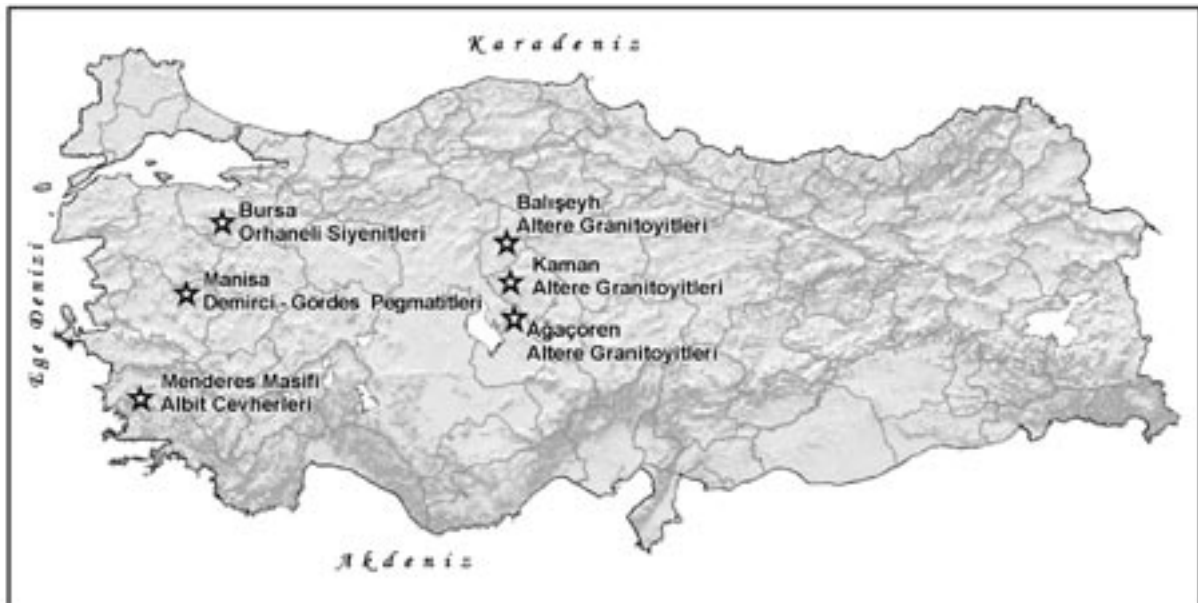 Karadeniz
Bursa
Orhaneli Siyenitleri
Balışeyh
Altere Granitoyitleri
Manisa
Demirci - Gördes Pegmatitleri
Kaman
Altere Granitoyitleri
Ağaçören
Altere Granitoyitleri
Ege Denizi
Menderes Masifi
Albit Cevherleri
Akdeniz